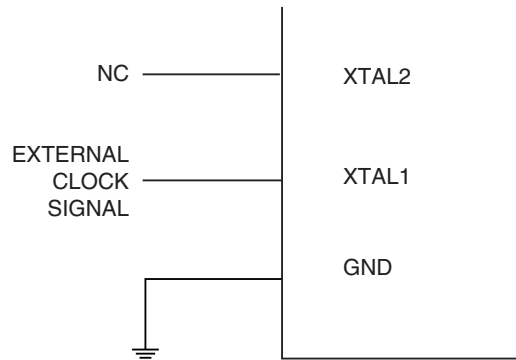 NC
XTAL2
EXTERNAL
CLOCK
SIGNAL
XTAL1
GND